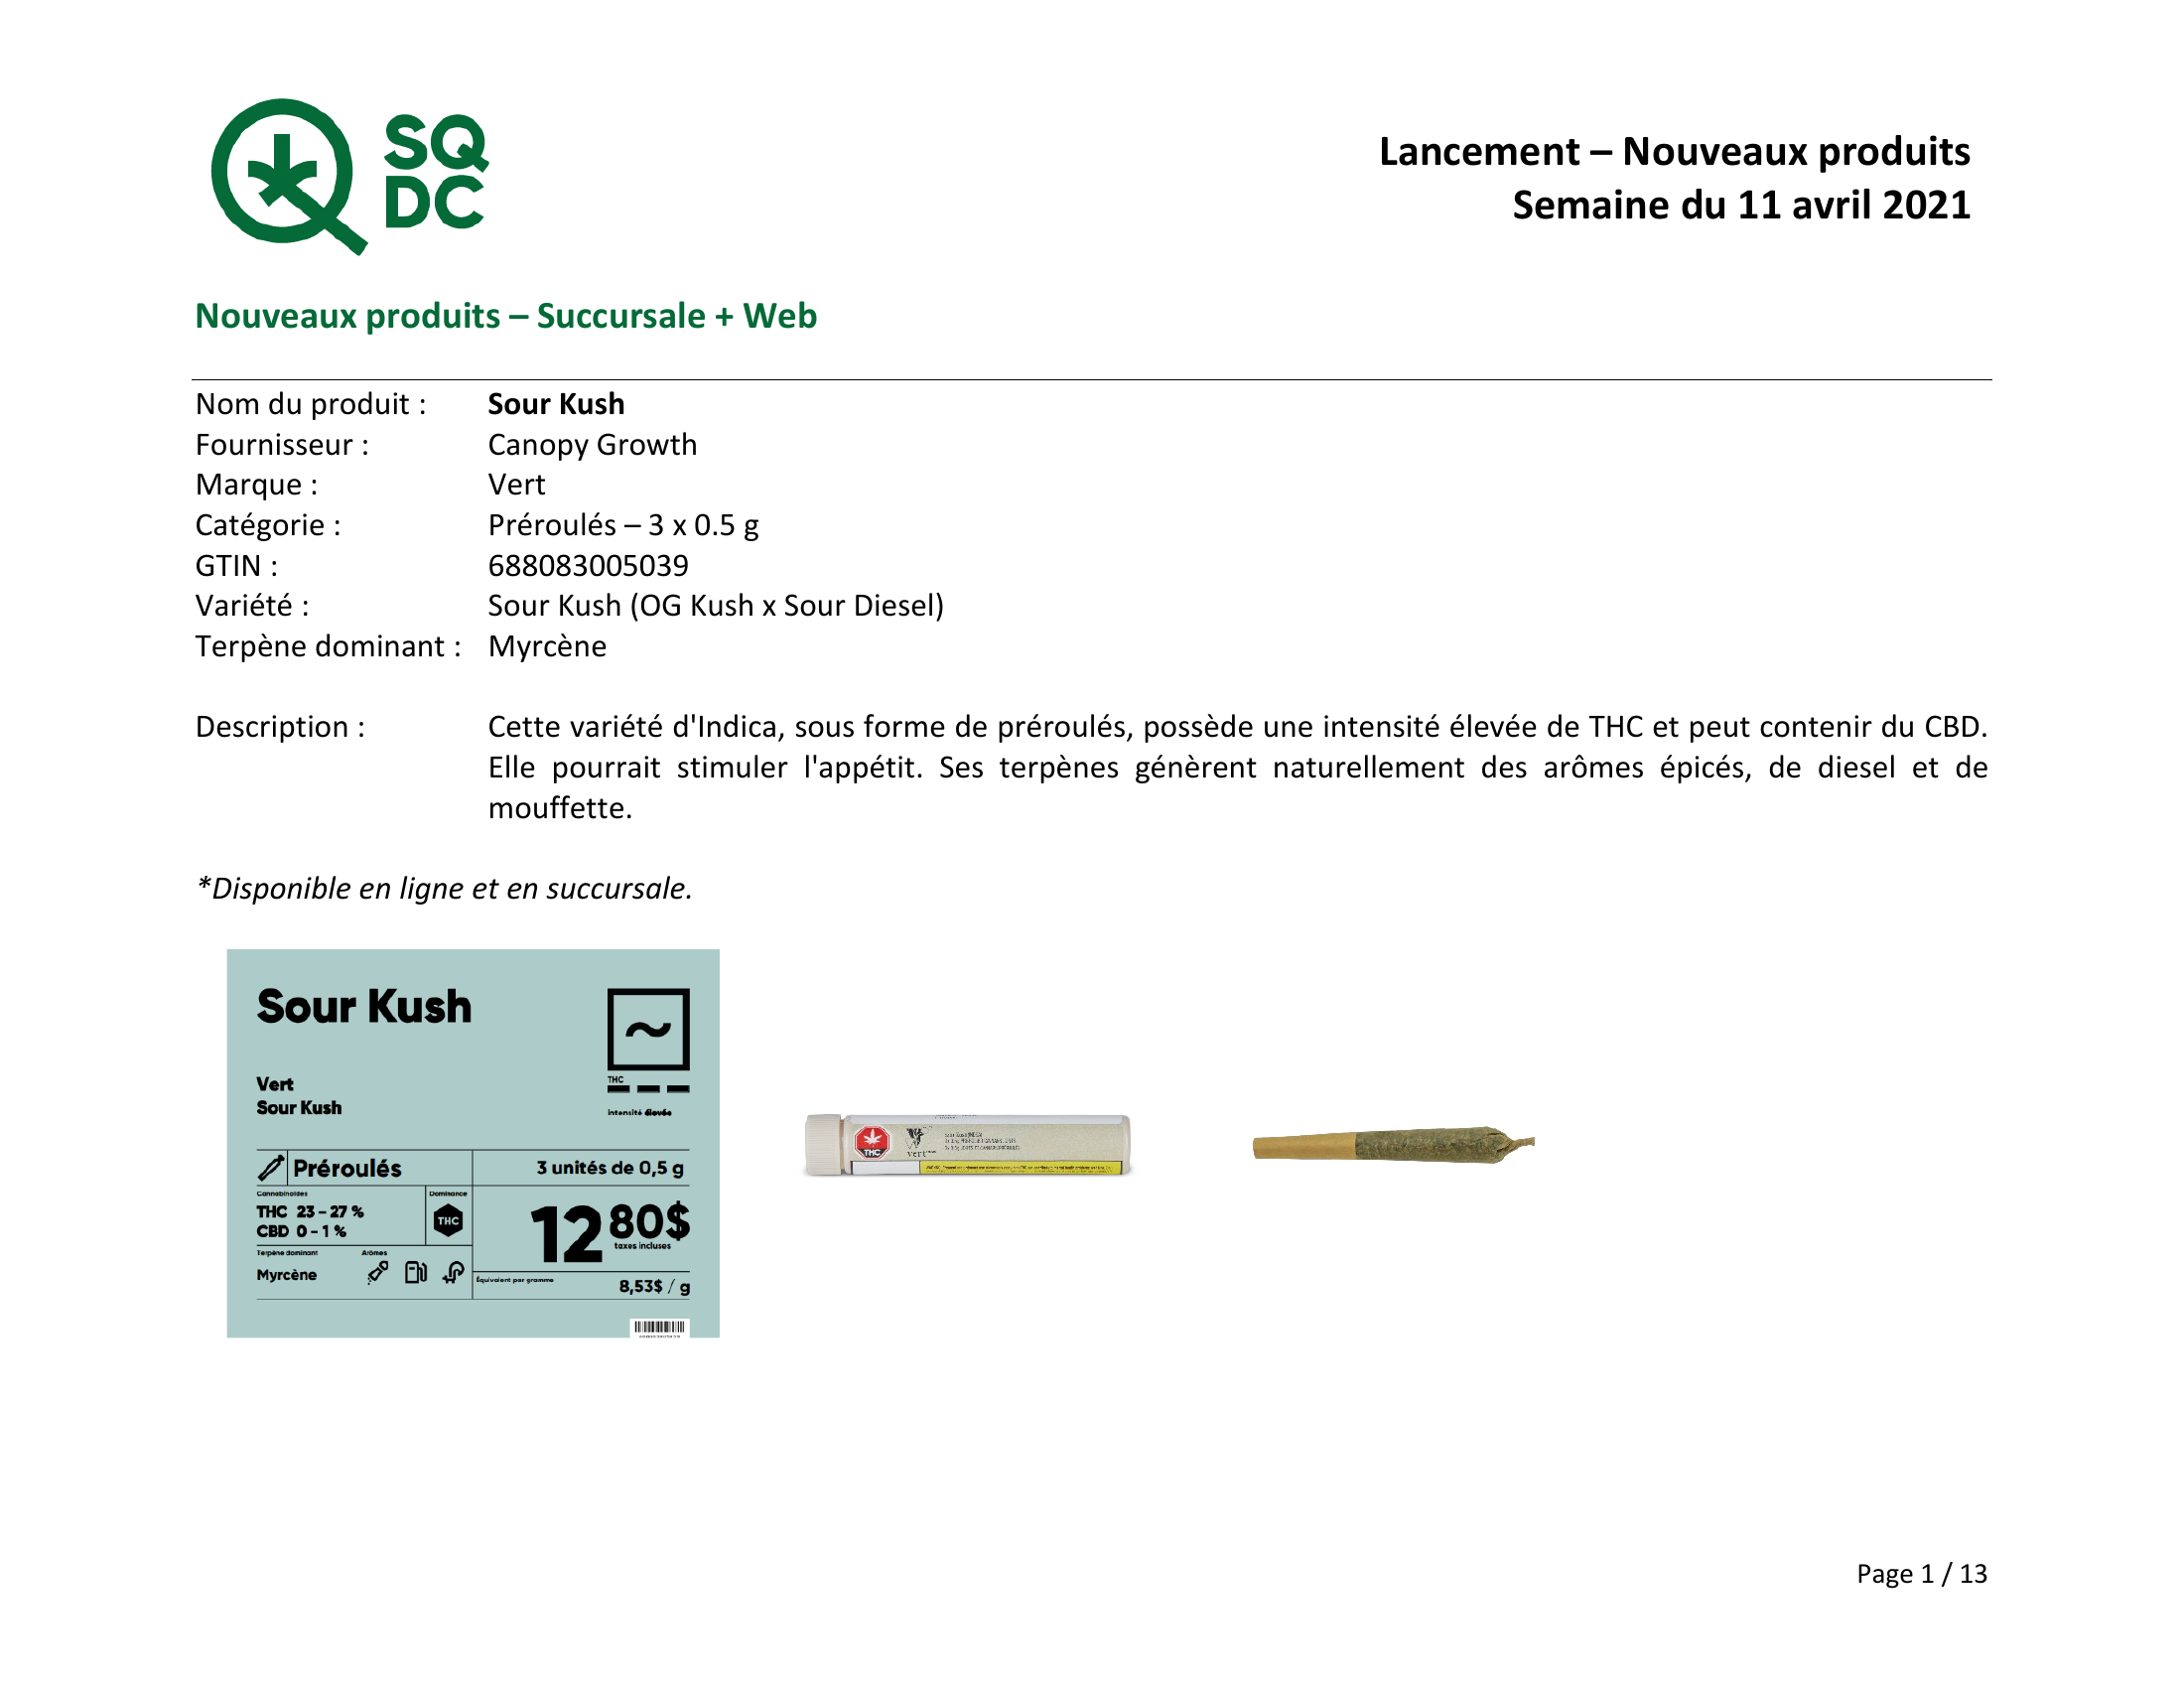 SQ
DC
Lancement – Nouveaux produits
Semaine du 11 avril 2021
Nouveaux produits – Succursale + Web
Nom du produit : Sour Kush
Fournisseur : Canopy Growth
Marque : Vert
Catégorie : Préroulés – 3 x 0.5 g
GTIN : 688083005039
Variété : Sour Kush (OG Kush x Sour Diesel)
Terpène dominant : Myrcène
Description : Cette variété d'Indica, sous forme de préroulés, possède une intensité élevée de THC et peut contenir du CBD.
Elle pourrait stimuler l'appétit. Ses terpènes génèrent naturellement des arômes épicés, de diesel et de
mouffette.
*Disponible en ligne et en succursale.
Sour Kush
THC
intensité élevée
Vert
Sour Kush
Préroulés 3 unités de 0,5 g
Cannabinoïdes Dominance
THC 23 – 27 %
CBD 0 – 1 %
THC
12 80$
taxes incluses
Terpène dominant Arômes
Myrcène
Équivalent par gramme
8,53$ / g
THC
vert
Page 1 / 13